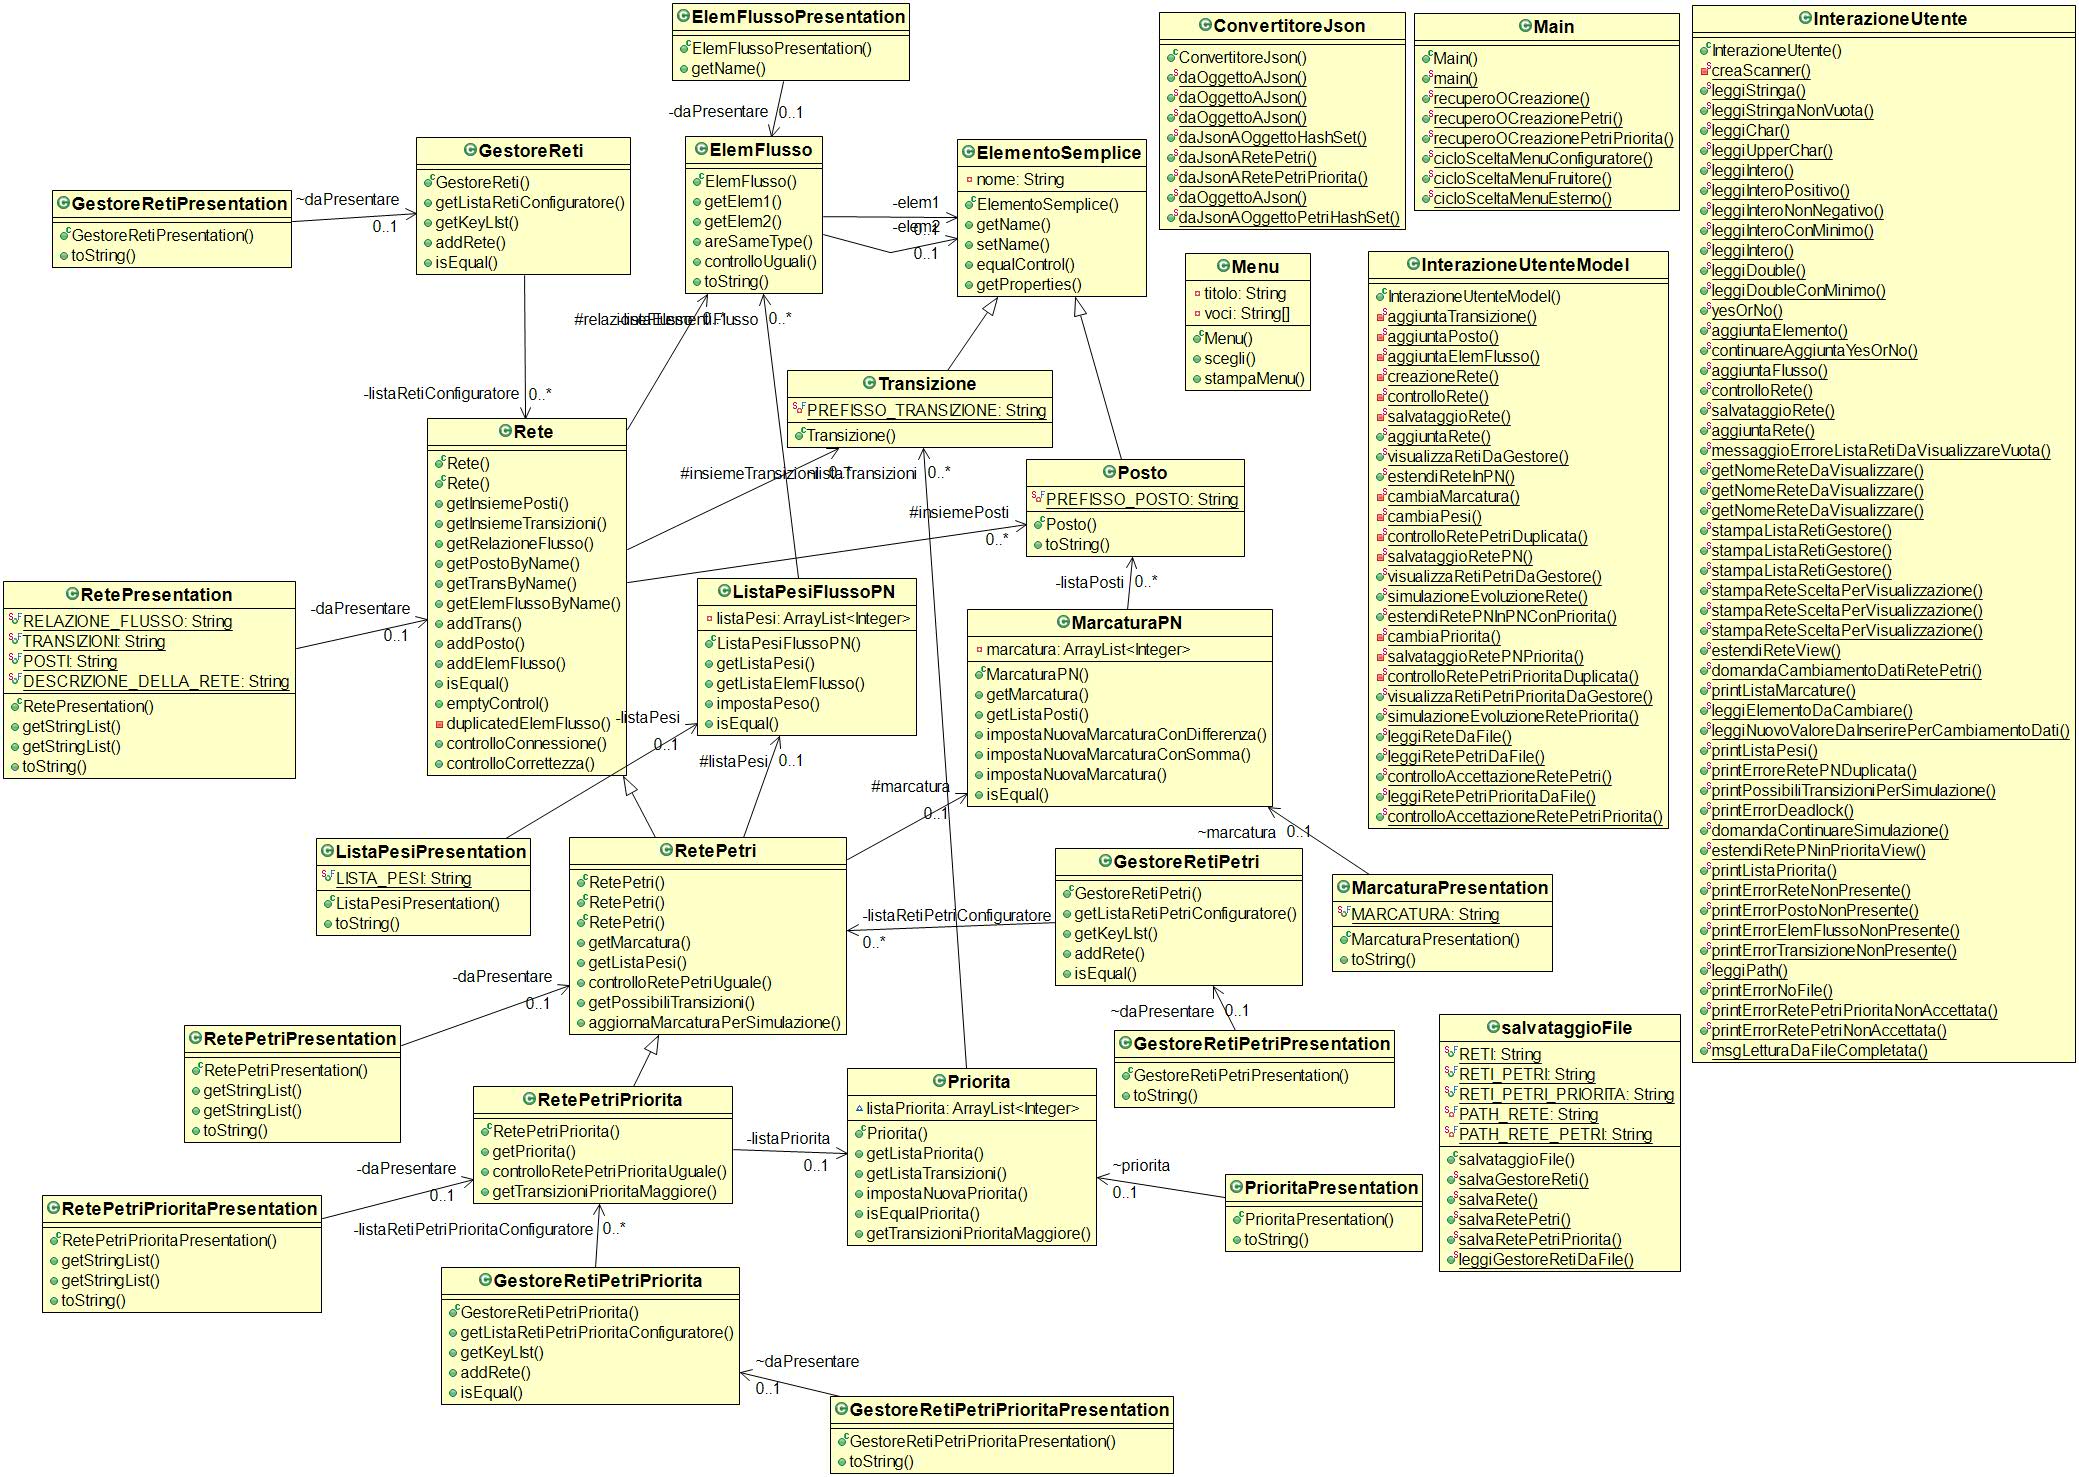 ElemFlussoPresentation
ElemFlussoPresentation()
getName()
-daPresentare
0..1
ConvertitoreJson
ConvertitoreJson()
daOggettoAJson()
daOggettoAJson()
daOggettoAJson()
daJsonAOggettoHashSet()
daJsonARetePetri()
daJsonARetePetriPriorita()
daOggettoAJson()
daJsonAOggettoPetriHashSet()
Main
Main()
main()
recuperoOCreazione()
recuperoOCreazionePetri()
recuperoOCreazionePetriPriorita()
cicloSceltaMenuConfiguratore()
cicloSceltaMenuFruitore()
cicloSceltaMenuEsterno()
InterazioneUtente
InterazioneUtente()
creaScanner()
leggiStringa()
leggiStringaNonVuota()
leggiChar()
leggiUpperChar()
leggiIntero()
leggiInteroPositivo()
leggiInteroNonNegativo()
leggiInteroConMinimo()
leggiIntero()
leggiDouble()
leggiDoubleConMinimo()
yesOrNo()
aggiuntaElemento()
continuareAggiuntaYesOrNo()
aggiuntaFlusso()
controlloRete()
salvataggioRete()
aggiuntaRete()
messaggioErroreListaRetiDaVisualizzareVuota()
getNomeReteDaVisualizzare()
getNomeReteDaVisualizzare()
getNomeReteDaVisualizzare()
stampaListaRetiGestore()
stampaListaRetiGestore()
stampaListaRetiGestore()
stampaReteSceltaPerVisualizzazione()
stampaReteSceltaPerVisualizzazione()
stampaReteSceltaPerVisualizzazione()
estendiReteView()
domandaCambiamentoDatiRetePetri()
printListaMarcature()
leggiElementoDaCambiare()
leggiNuovoValoreDaInserirePerCambiamentoDati()
printListaPesi()
printErroreRetePNDuplicata()
printPossibiliTransizioniPerSimulazione()
printErrorDeadlock()
domandaContinuareSimulazione()
estendiRetePNinPrioritaView()
printListaPriorita()
printErrorReteNonPresente()
printErrorPostoNonPresente()
printErrorElemFlussoNonPresente()
printErrorTransizioneNonPresente()
leggiPath()
printErrorNoFile()
printErrorRetePetriPrioritaNonAccettata()
printErrorRetePetriNonAccettata()
msgLetturaDaFileCompletata()
GestoreReti
GestoreReti()
getListaRetiConfiguratore()
getKeyLIst()
addRete()
isEqual()
ElemFlusso
ElemFlusso()
getElem1()
getElem2()
areSameType()
controlloUguali()
toString()
-elem1
0..1
-elem2
0..1
ElementoSemplice
nome: String
ElementoSemplice()
getName()
setName()
equalControl()
getProperties()
GestoreRetiPresentation
GestoreRetiPresentation()
toString()
~daPresentare
0..1
Menu
titolo: String
voci: String[]
Menu()
scegli()
stampaMenu()
InterazioneUtenteModel
InterazioneUtenteModel()
aggiuntaTransizione()
aggiuntaPosto()
aggiuntaElemFlusso()
creazioneRete()
controlloRete()
salvataggioRete()
aggiuntaRete()
visualizzaRetiDaGestore()
estendiReteInPN()
cambiaMarcatura()
cambiaPesi()
controlloRetePetriDuplicata()
salvataggioRetePN()
visualizzaRetiPetriDaGestore()
simulazioneEvoluzioneRete()
estendiRetePNInPNConPriorita()
cambiaPriorita()
salvataggioRetePNPriorita()
controlloRetePetriPrioritaDuplicata()
visualizzaRetiPetriPrioritaDaGestore()
simulazioneEvoluzioneRetePriorita()
leggiReteDaFile()
leggiRetePetriDaFile()
controlloAccettazioneRetePetri()
leggiRetePetriPrioritaDaFile()
controlloAccettazioneRetePetriPriorita()
#relazioneFlusso
0..*
-listaElementiFlusso
0..*
-listaRetiConfiguratore
0..*
Transizione
PREFISSO_TRANSIZIONE: String
Transizione()
Rete
Rete()
Rete()
getInsiemePosti()
getInsiemeTransizioni()
getRelazioneFlusso()
getPostoByName()
getTransByName()
getElemFlussoByName()
addTrans()
addPosto()
addElemFlusso()
isEqual()
emptyControl()
duplicatedElemFlusso()
controlloConnessione()
controlloCorrettezza()
#insiemeTransizioni
0..*
-listaTransizioni
0..*
Posto
PREFISSO_POSTO: String
Posto()
toString()
#insiemePosti
0..*
RetePresentation
RELAZIONE_FLUSSO: String
TRANSIZIONI: String
POSTI: String
DESCRIZIONE_DELLA_RETE: String
RetePresentation()
getStringList()
getStringList()
toString()
-daPresentare
0..1
ListaPesiFlussoPN
listaPesi: ArrayList<Integer>
ListaPesiFlussoPN()
getListaPesi()
getListaElemFlusso()
impostaPeso()
isEqual()
-listaPosti
0..*
MarcaturaPN
marcatura: ArrayList<Integer>
MarcaturaPN()
getMarcatura()
getListaPosti()
impostaNuovaMarcaturaConDifferenza()
impostaNuovaMarcaturaConSomma()
impostaNuovaMarcatura()
isEqual()
-listaPesi
0..1
#listaPesi
0..1
#marcatura
0..1
~marcatura
0..1
ListaPesiPresentation
LISTA_PESI: String
ListaPesiPresentation()
toString()
RetePetri
RetePetri()
RetePetri()
RetePetri()
getMarcatura()
getListaPesi()
controlloRetePetriUguale()
getPossibiliTransizioni()
aggiornaMarcaturaPerSimulazione()
-listaRetiPetriConfiguratore
0..*
GestoreRetiPetri
GestoreRetiPetri()
getListaRetiPetriConfiguratore()
getKeyLIst()
addRete()
isEqual()
MarcaturaPresentation
MARCATURA: String
MarcaturaPresentation()
toString()
-daPresentare
0..1
~daPresentare
0..1
RetePetriPresentation
RetePetriPresentation()
getStringList()
getStringList()
toString()
GestoreRetiPetriPresentation
GestoreRetiPetriPresentation()
toString()
salvataggioFile
RETI: String
RETI_PETRI: String
RETI_PETRI_PRIORITA: String
PATH_RETE: String
PATH_RETE_PETRI: String
salvataggioFile()
salvaGestoreReti()
salvaRete()
salvaRetePetri()
salvaRetePetriPriorita()
leggiGestoreRetiDaFile()
RetePetriPriorita
RetePetriPriorita()
getPriorita()
controlloRetePetriPrioritaUguale()
getTransizioniPrioritaMaggiore()
-listaPriorita
0..1
Priorita
listaPriorita: ArrayList<Integer>
Priorita()
getListaPriorita()
getListaTransizioni()
impostaNuovaPriorita()
isEqualPriorita()
getTransizioniPrioritaMaggiore()
~priorita
0..1
PrioritaPresentation
PrioritaPresentation()
toString()
-daPresentare
0..1
RetePetriPrioritaPresentation
RetePetriPrioritaPresentation()
getStringList()
getStringList()
toString()
-listaRetiPetriPrioritaConfiguratore
0..*
GestoreRetiPetriPriorita
GestoreRetiPetriPriorita()
getListaRetiPetriPrioritaConfiguratore()
getKeyLIst()
addRete()
isEqual()
~daPresentare
0..1
GestoreRetiPetriPrioritaPresentation
GestoreRetiPetriPrioritaPresentation()
toString()